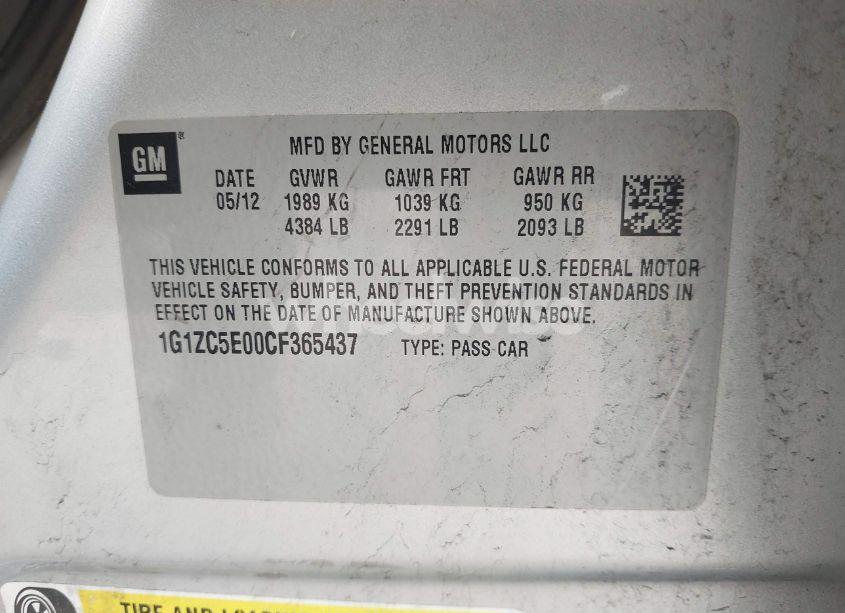 GM®
MFD BY GENERAL MOTORS LLC
DATE GVWR GAWR FRT GAWR RR
05/12 1989 KG 1039 KG 950 KG
4384 LB 2291 LB 2093 LB
THIS VEHICLE CONFORMS TO ALL APPLICABLE U.S. FEDERAL MOTOR
VEHICLE SAFETY, BUMPER, AND THEFT PREVENTION STANDARDS IN
EFFECT ON THE DATE OF MANUFACTURE SHOWN ABOVE.
1G1ZC5E00CF365437 TYPE: PASS CAR
TIRE AND